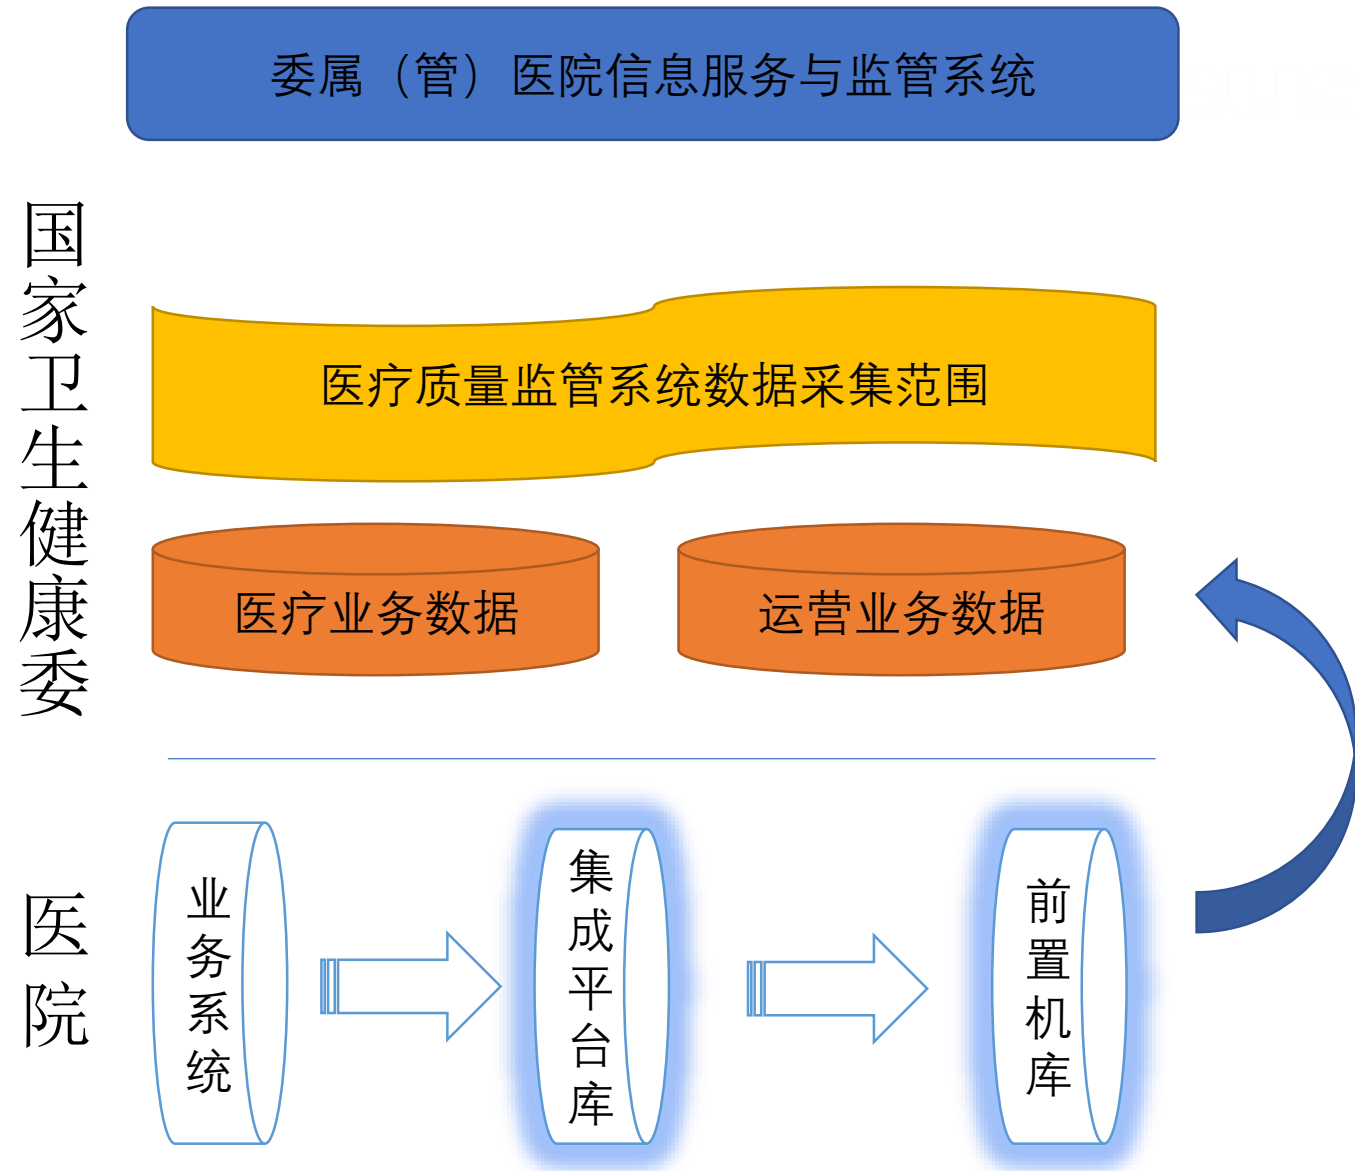 委属（管）医院信息服务与监管系统
国家卫生健康委
医疗质量监管系统数据采集范围
医疗业务数据
运营业务数据
医院
业务系统
集成平台库
前置机库